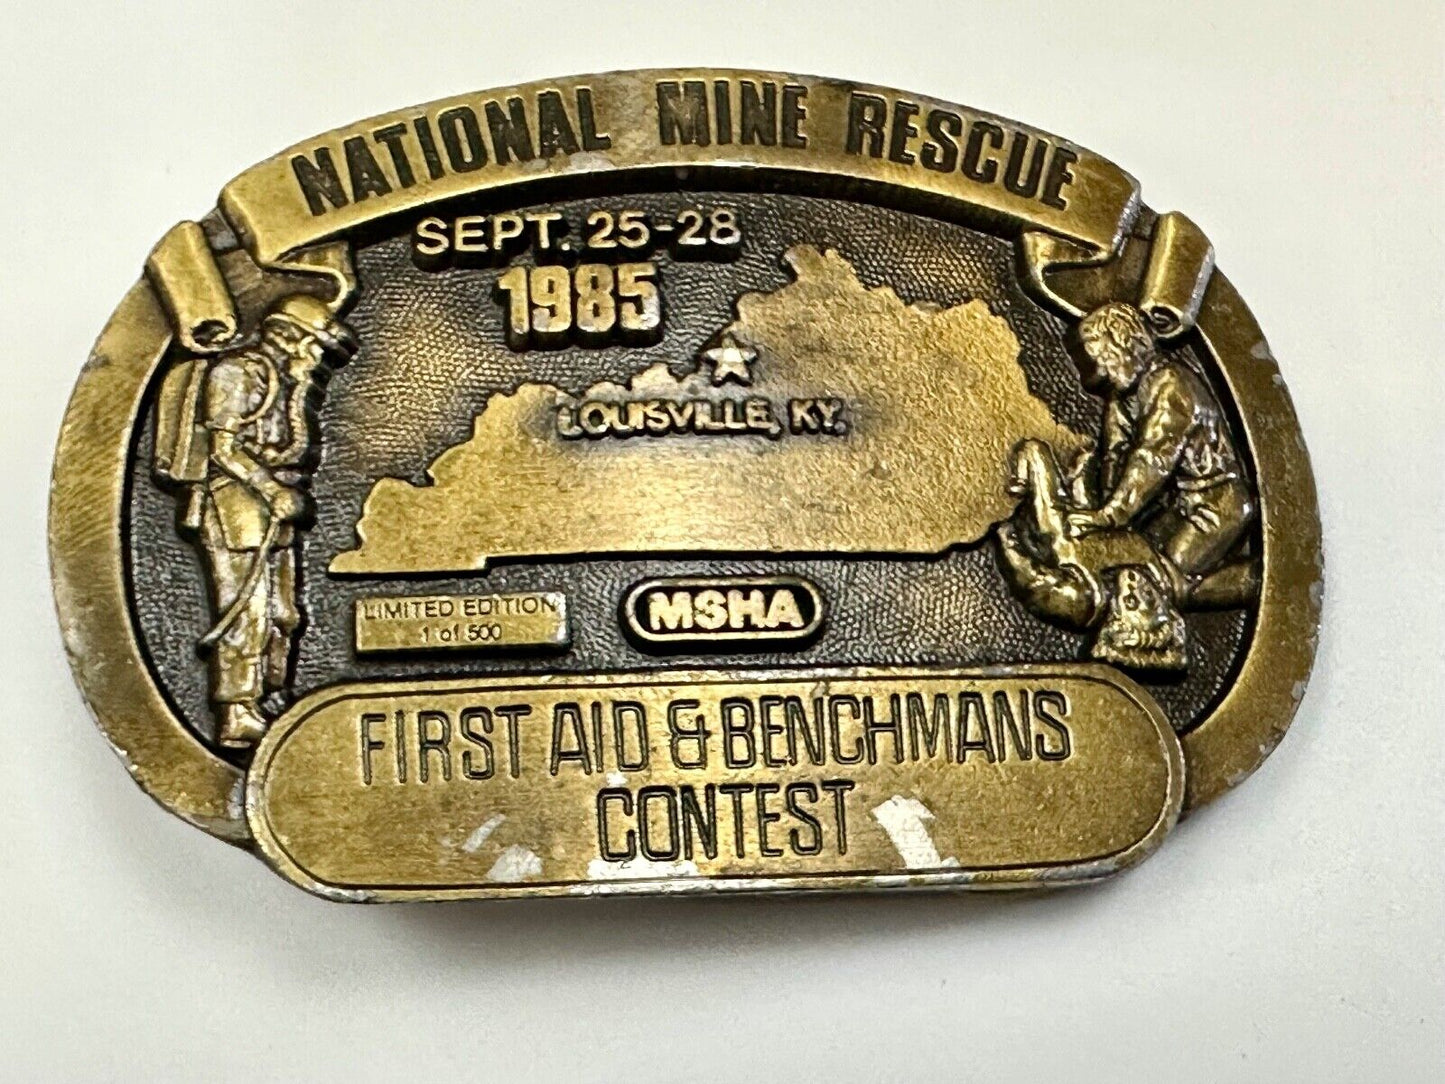 NATIONAL MINE RESCUE
SEPT. 25-28
1985
LOUISVILLE, KY.
LIMITED EDITION
1 of 500
MSHA
FIRST AID & BENCHMANS
CONTEST